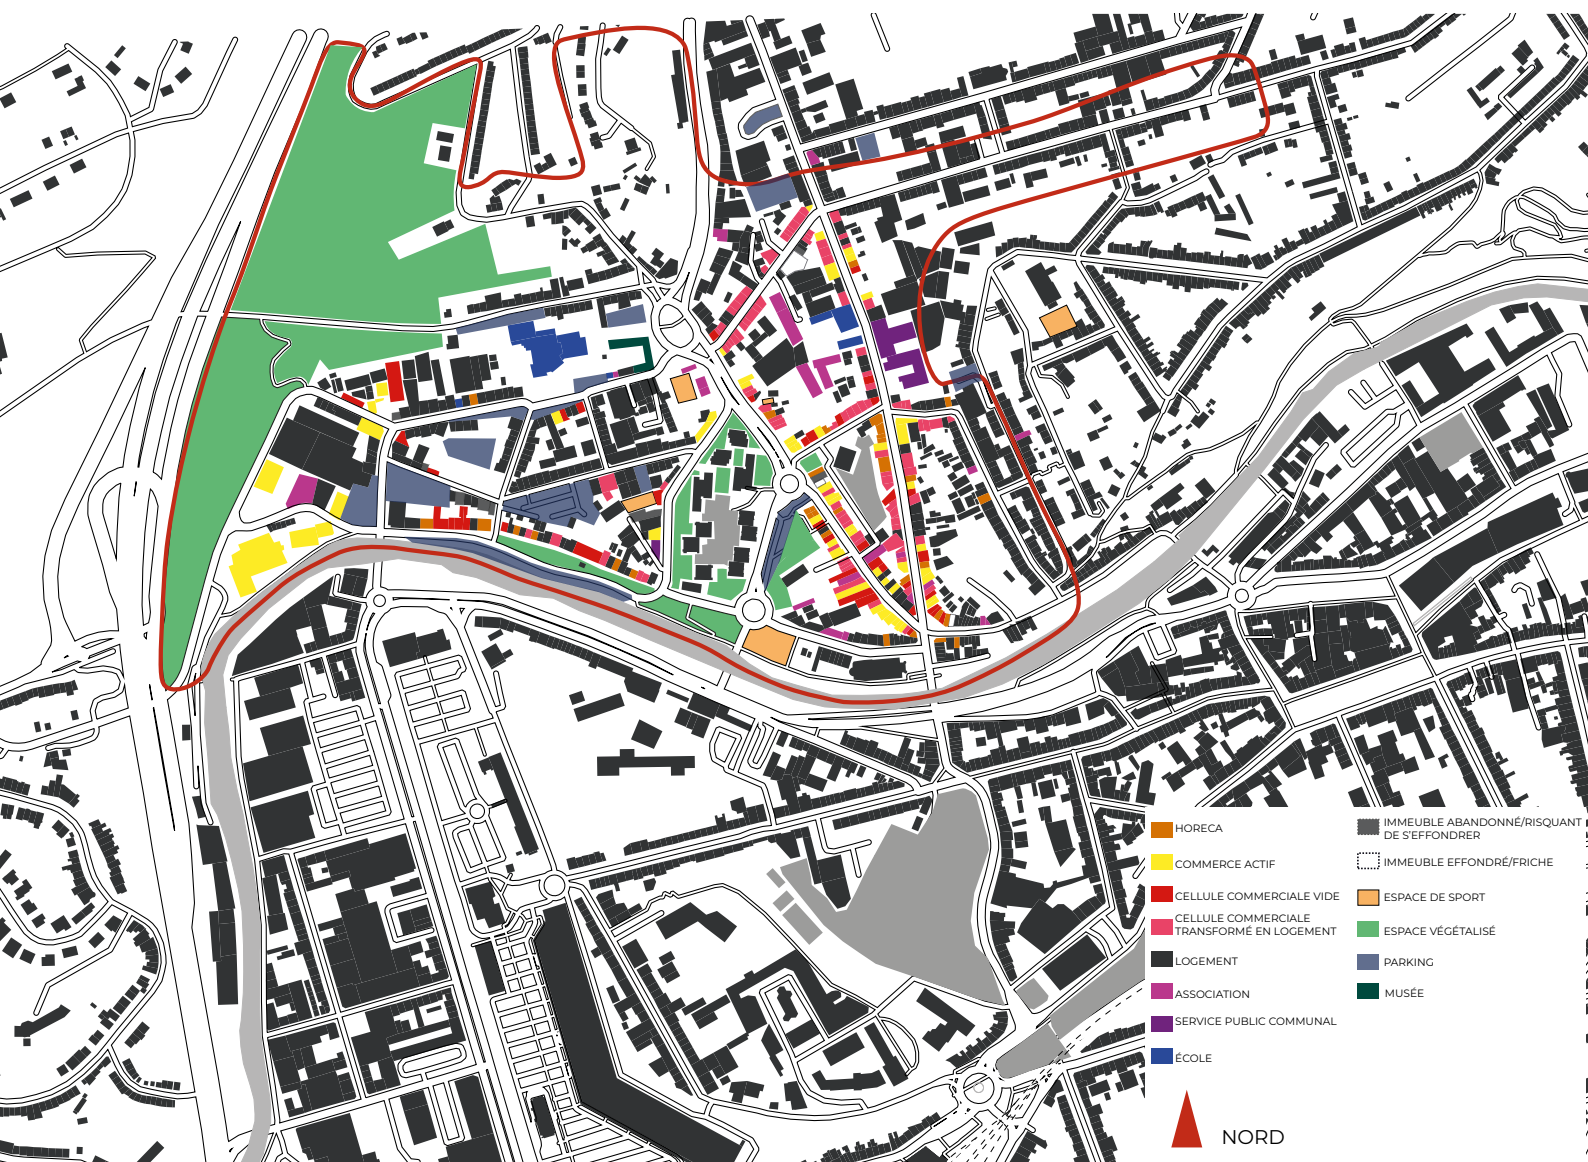 HORECA
COMMERCE ACTIF
CELLULE COMMERCIALE VIDE
CELLULE COMMERCIALE
TRANSFORMÉ EN LOGEMENT
LOGEMENT
ASSOCIATION
SERVICE PUBLIC COMMUNAL
ÉCOLE
IMMEUBLE ABANDONNÉ/RISQUANT
DE S'EFFONDRER
IMMEUBLE EFFONDRÉ/FRICHE
ESPACE DE SPORT
ESPACE VÉGÉTALISÉ
PARKING
MUSÉE
NORD